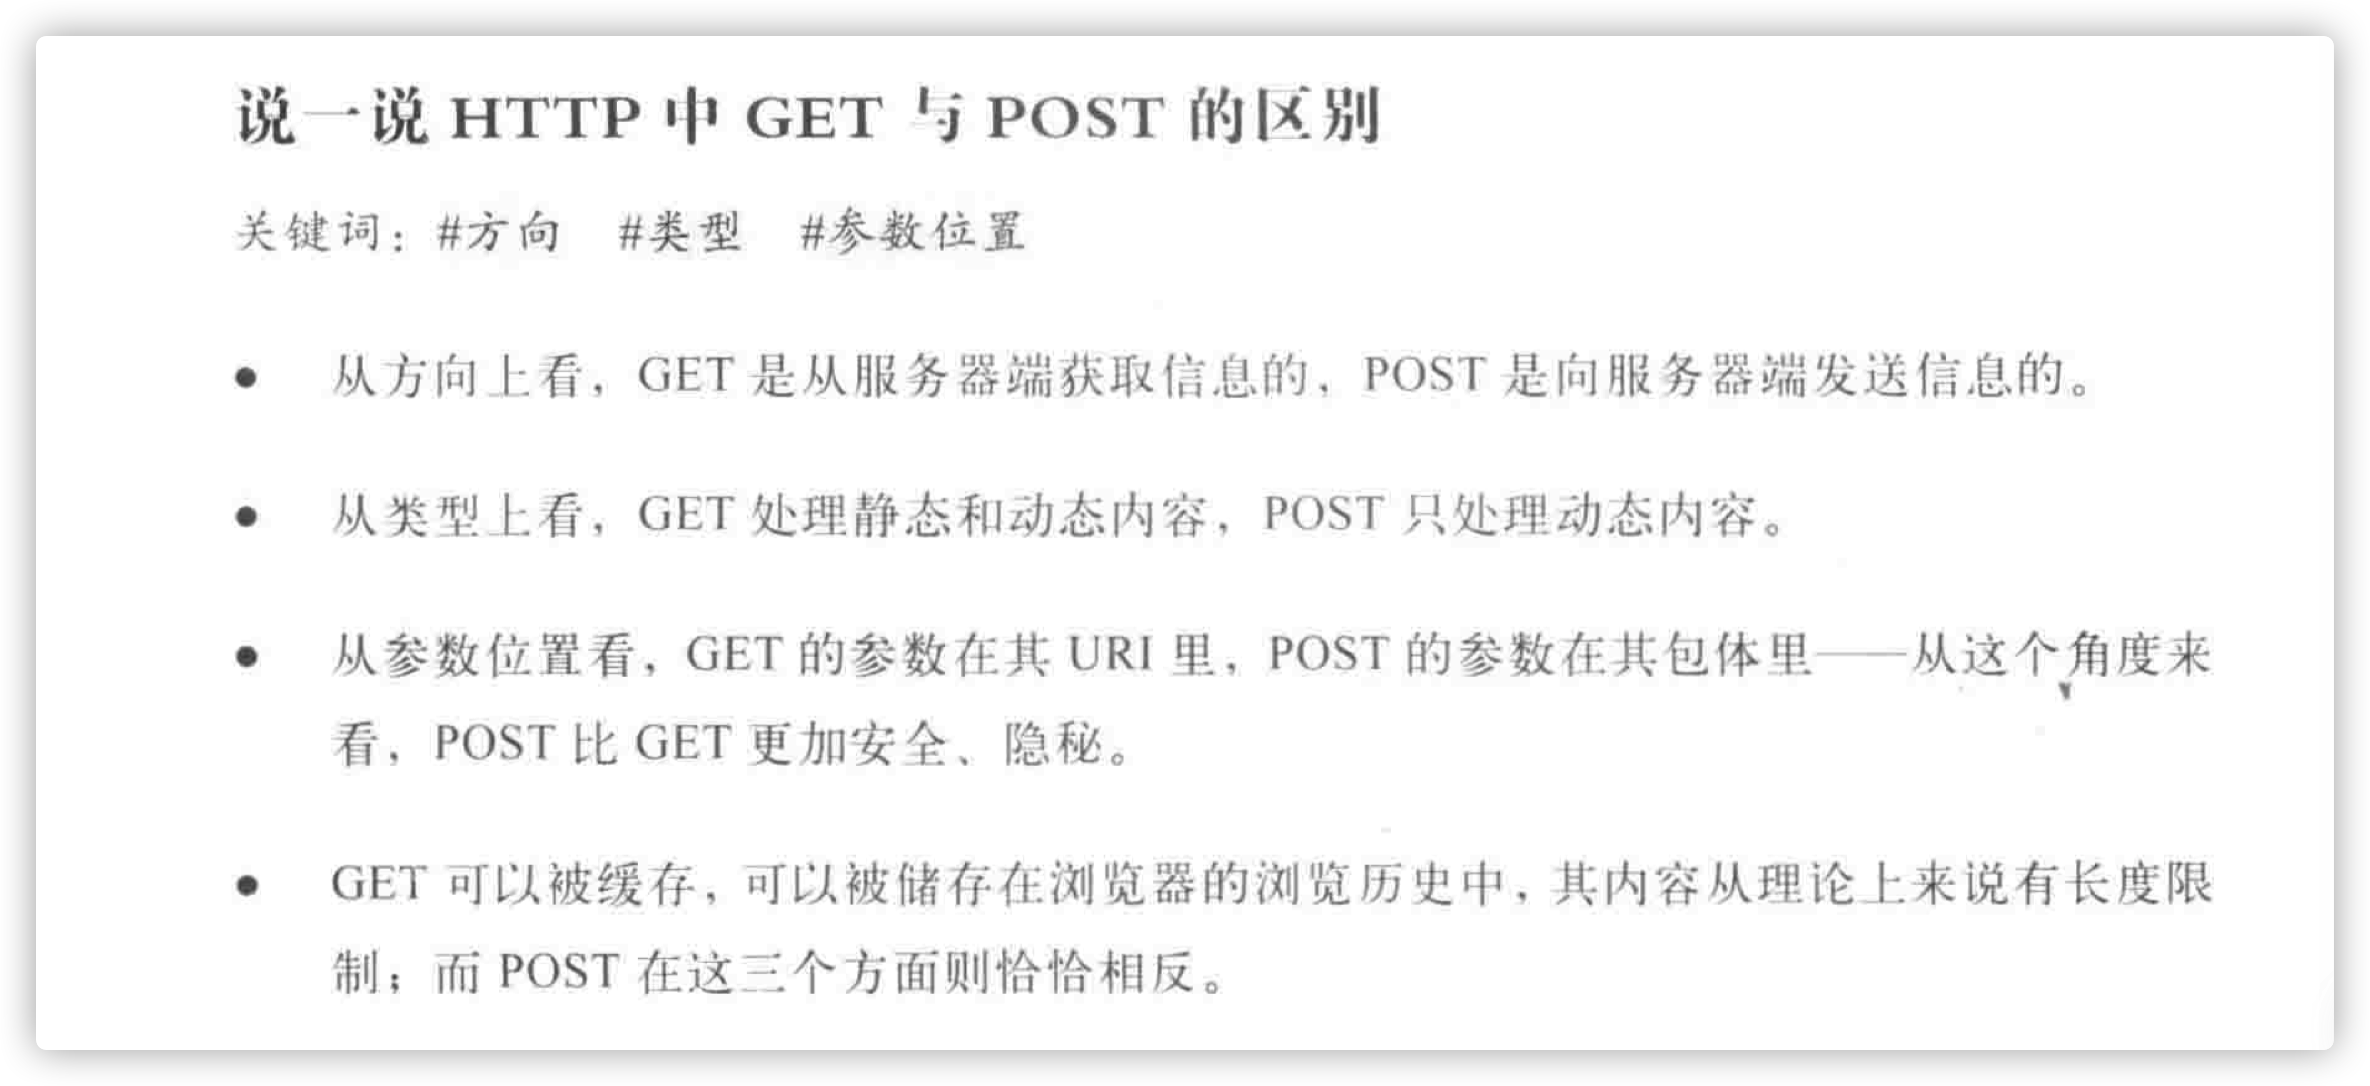 说一说 HTTP 中 GET 与 POST 的区别
关键词：#方向 #类型 #参数位置
● 从方向上看，GET 是从服务器端获取信息的，POST 是向服务器端发送信息的。
● 从类型上看，GET 处理静态和动态内容，POST 只处理动态内容。
● 从参数位置看，GET 的参数在其 URI 里，POST 的参数在其包体里——从这个角度来
看，POST 比 GET 更加安全、隐秘。
● GET 可以被缓存，可以被储存在浏览器的浏览历史中，其内容从理论上来说有长度限
制；而 POST 在这三个方面则恰恰相反。